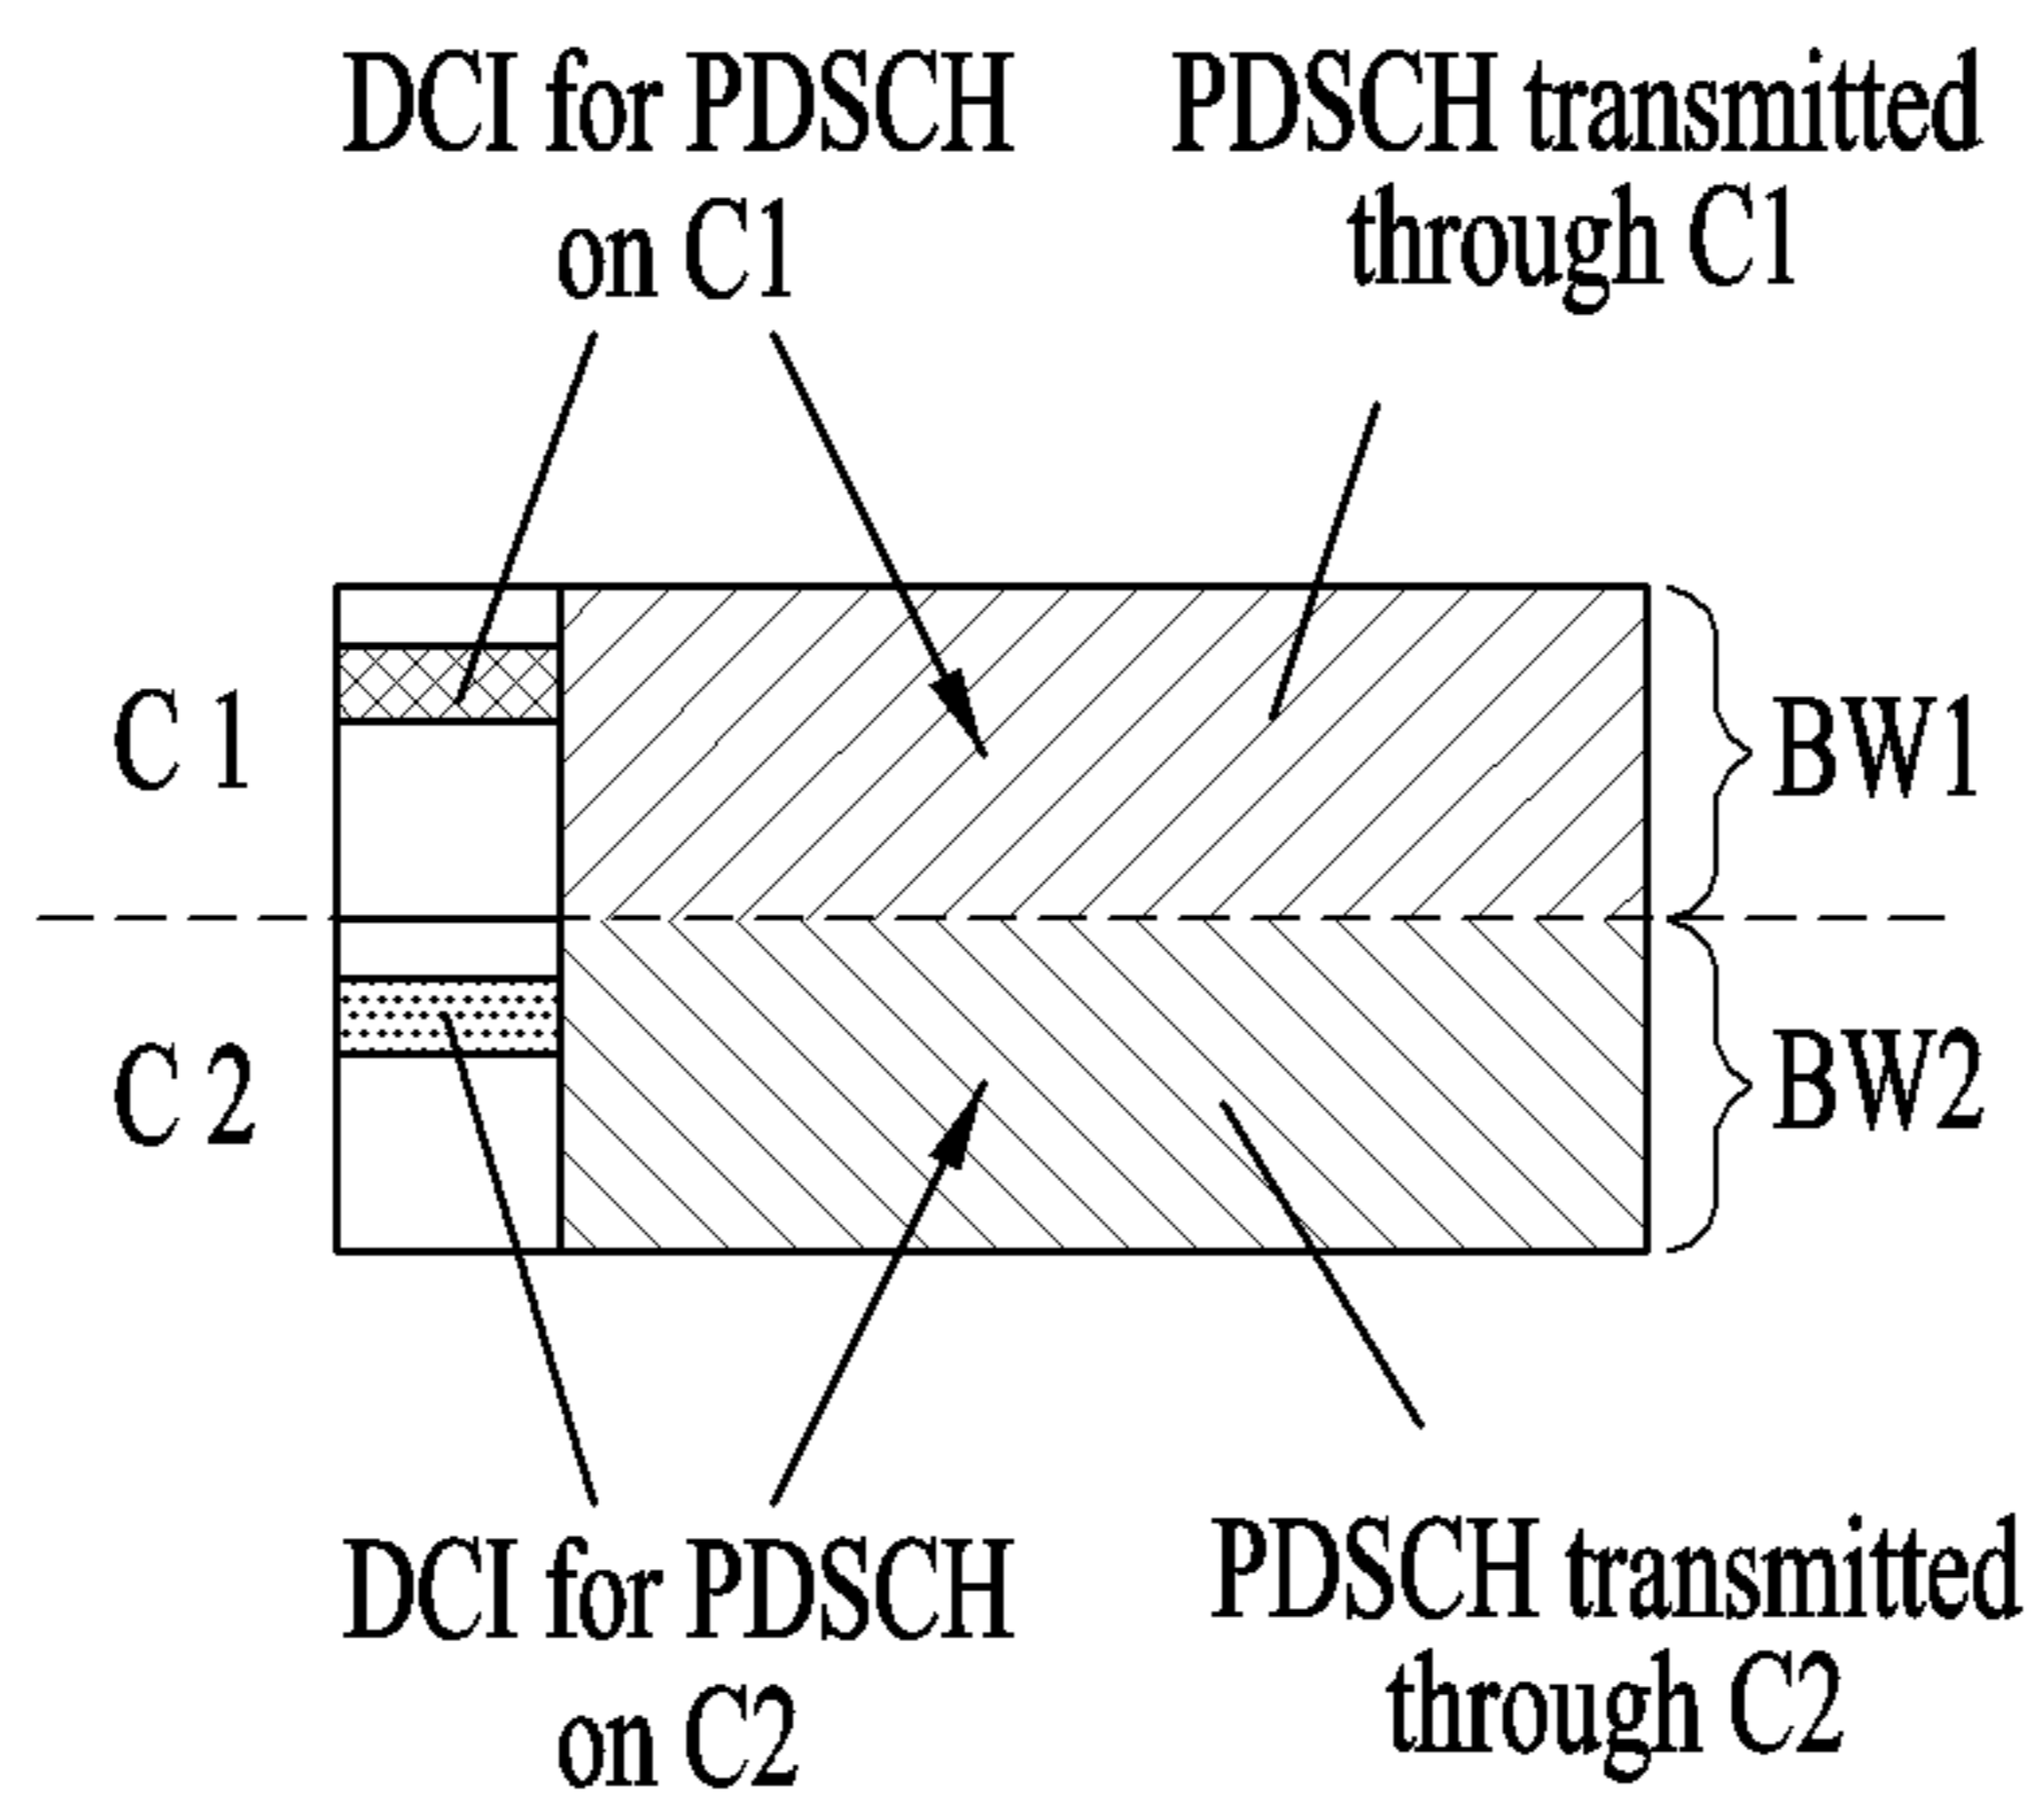 DCI for PDSCH
on C1
PDSCH transmitted
through C1
C 1
BW1
C 2
BW2
DCI for PDSCH
on C2
PDSCH transmitted
through C2